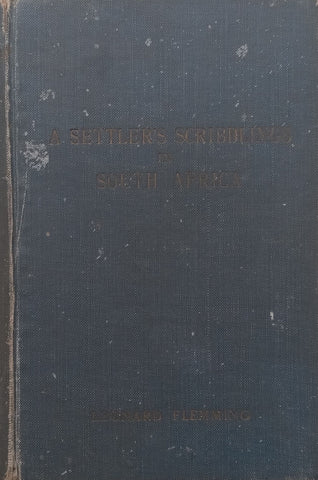 A SETTLER'S SCRIBBLINGS
IN
SOUTH AFRICA
LEONARD FLEMMING